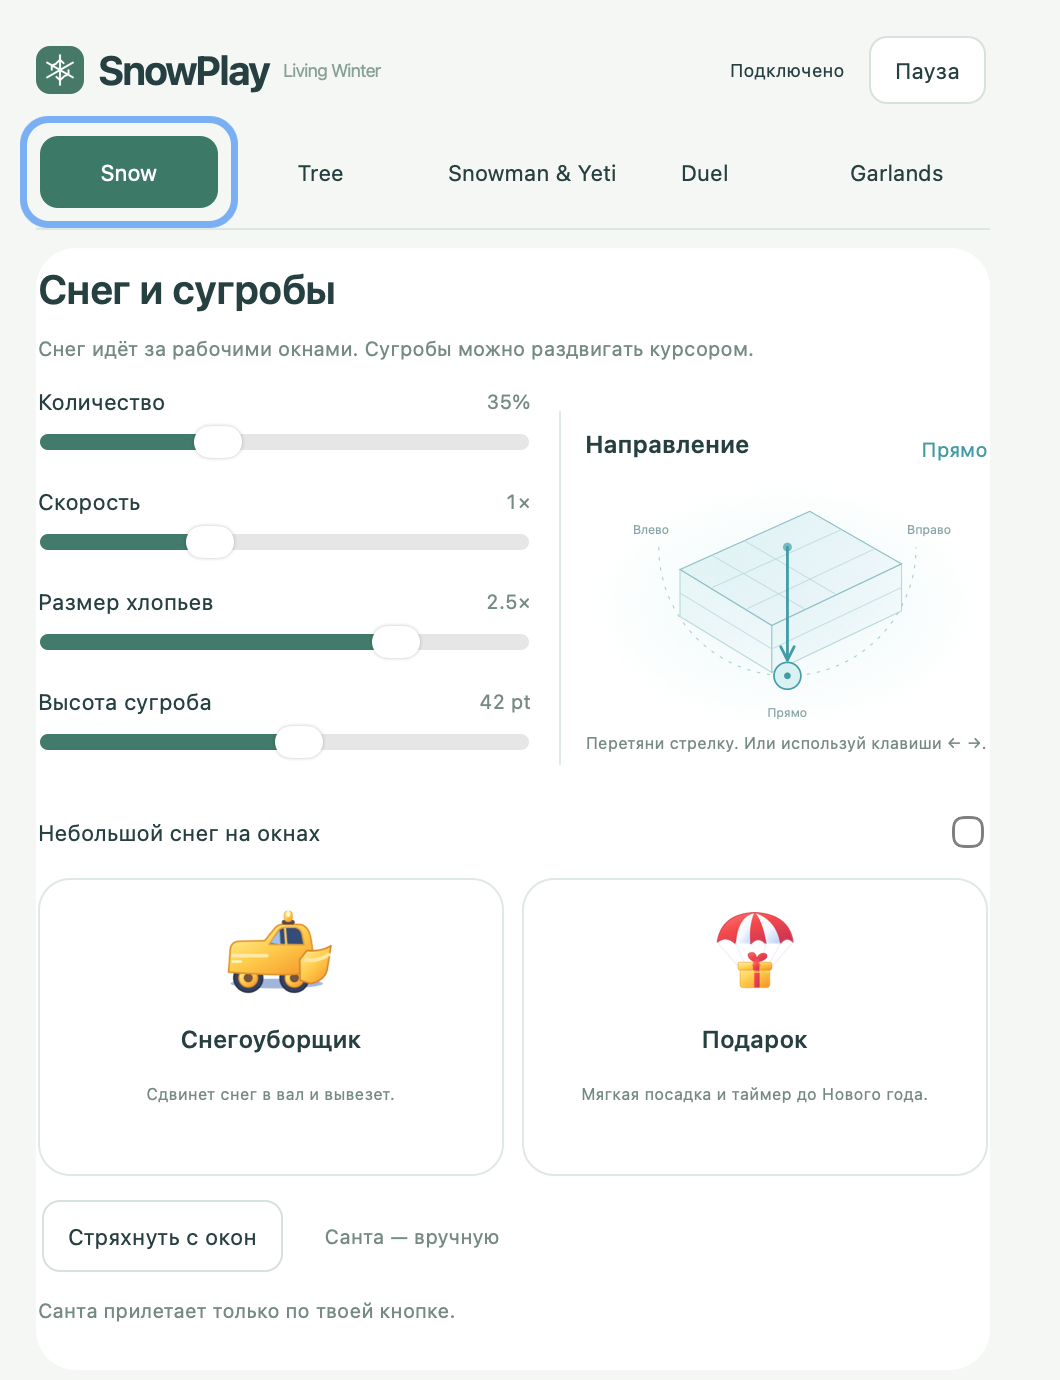 SnowPlay Living Winter
Подключено
Пауза
Snow
Tree
Snowman & Yeti
Duel
Garlands
Снег и сугробы
Снег идёт за рабочими окнами. Сугробы можно раздвигать курсором.
Количество 35%
Скорость 1×
Размер хлопьев 2.5×
Высота сугроба 42 pt
Направление Прямо
Влево
Вправо
Прямо
Перетяни стрелку. Или используй клавиши ← →.
Небольшой снег на окнах
Снегоуборщик
Сдвинет снег в вал и вывезет.
Подарок
Мягкая посадка и таймер до Нового года.
Стряхнуть с окон
Санта — вручную
Санта прилетает только по твоей кнопке.